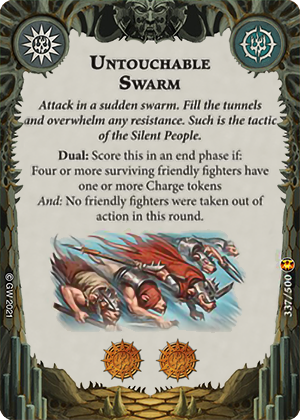 UNTOUCHABLE
SWARM
Attack in a sudden swarm. Fill the tunnels
and overwhelm any resistance. Such is the tactic
of the Silent People.
Dual: Score this in an end phase if:
Four or more surviving friendly fighters have
one or more Charge tokens
And: No friendly fighters were taken out of
action in this round.
© GW 2021
337/500